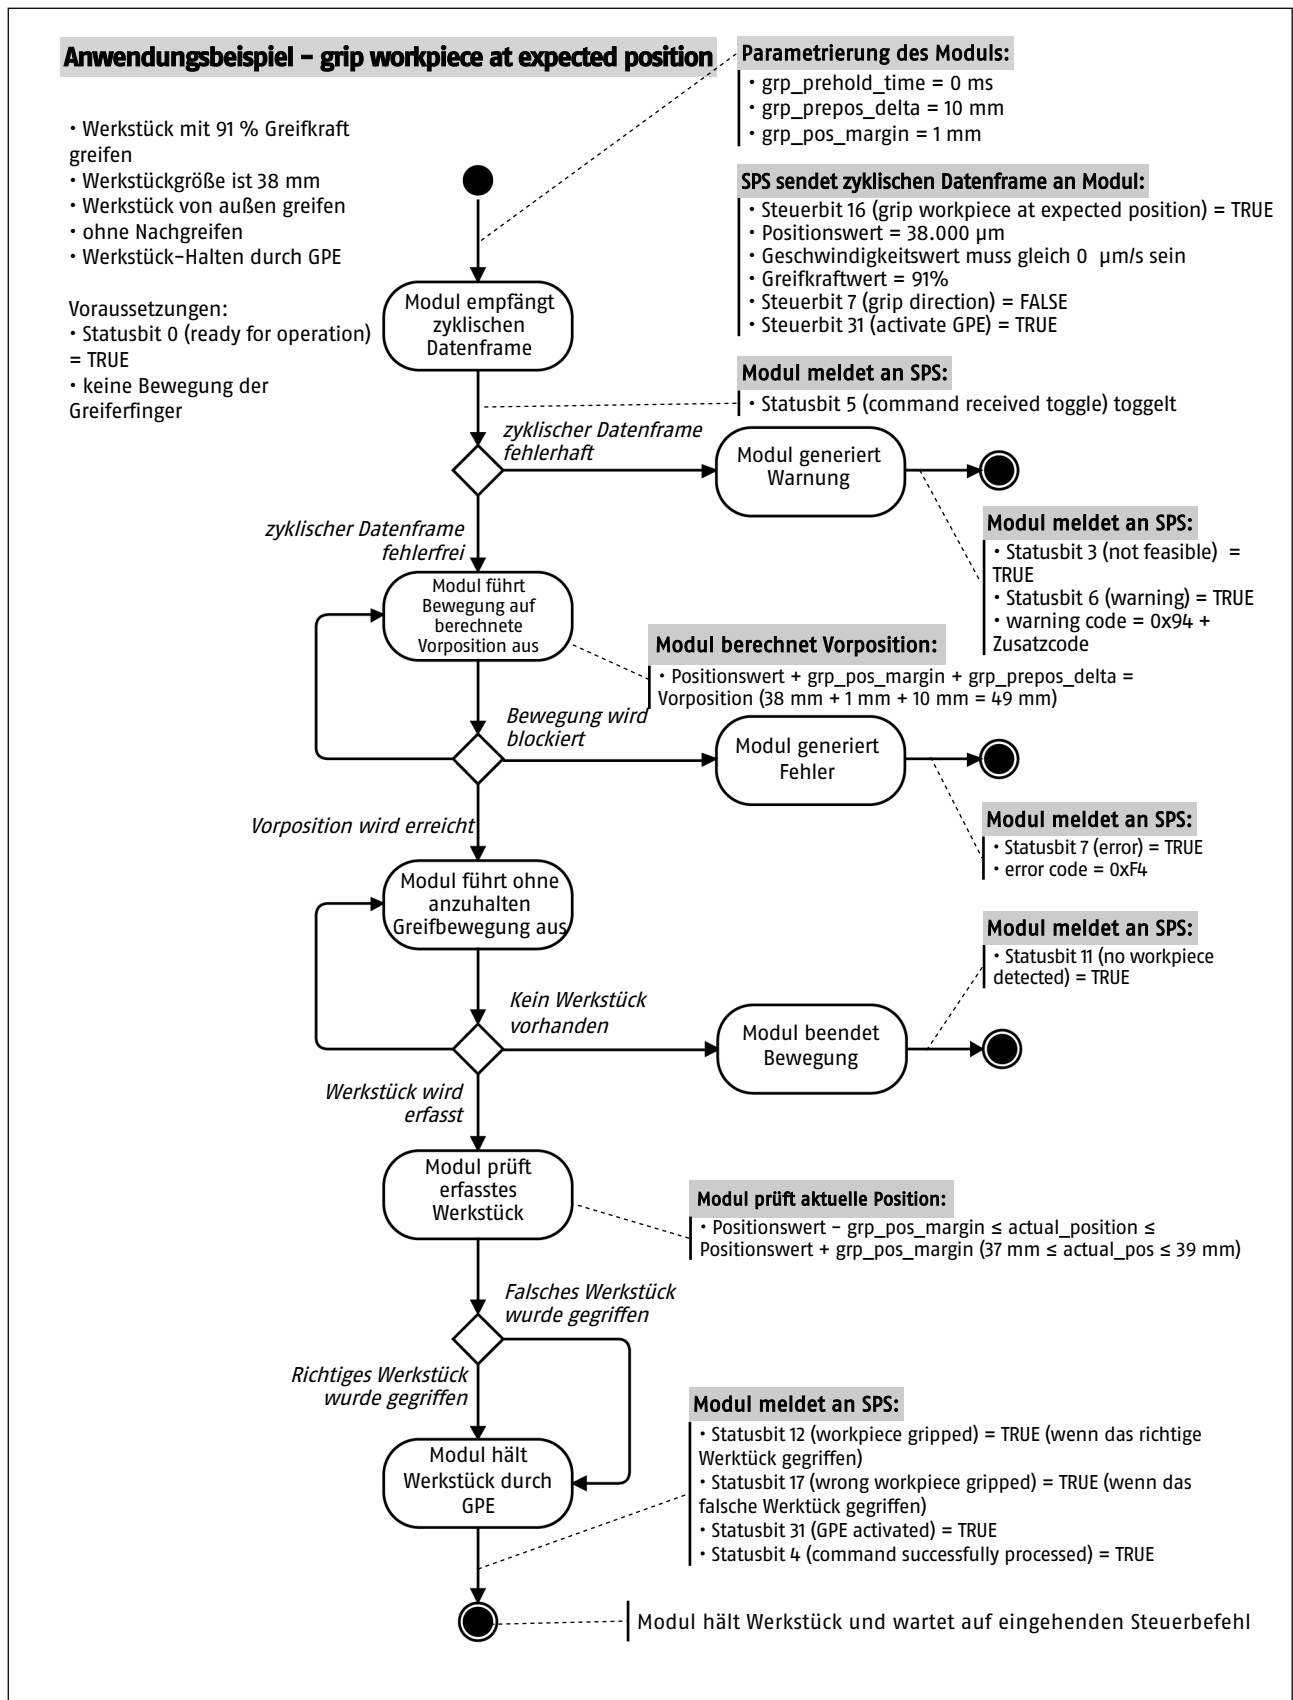 Anwendungsbeispiel – grip workpiece at expected position
• Werkstück mit 91 % Greifkraft
greifen
• Werkstückgröße ist 38 mm
• Werkstück von außen greifen
• ohne Nachgreifen
• Werkstück-Halten durch GPE
Voraussetzungen:
• Statusbit 0 (ready for operation)
= TRUE
• keine Bewegung der
Greiferfinger
Parametrierung des Moduls:
• grp_prehold_time = 0 ms
• grp_prepos_delta = 10 mm
• grp_pos_margin = 1 mm
SPS sendet zyklischen Datenframe an Modul:
• Steuerbit 16 (grip workpiece at expected position) = TRUE
• Positionswert = 38.000 µm
• Geschwindigkeitswert muss gleich 0 µm/s sein
• Greifkraftwert = 91%
• Steuerbit 7 (grip direction) = FALSE
• Steuerbit 31 (activate GPE) = TRUE
Modul empfängt
zyklischen
Datenframe
Modul meldet an SPS:
• Statusbit 5 (command received toggle) toggelt
zyklischer Datenframe
fehlerhaft
Modul generiert
Warnung
Modul meldet an SPS:
• Statusbit 3 (not feasible) =
TRUE
• Statusbit 6 (warning) = TRUE
• warning code = 0x94 +
Zusatzcode
zyklischer Datenframe
fehlerfrei
Modul führt
Bewegung auf
berechnete
Vorposition aus
Modul berechnet Vorposition:
• Positionswert + grp_pos_margin + grp_prepos_delta =
Vorposition (38 mm + 1 mm + 10 mm = 49 mm)
Bewegung wird
blockiert
Modul generiert
Fehler
Modul meldet an SPS:
• Statusbit 7 (error) = TRUE
• error code = 0xF4
Vorposition wird erreicht
Modul führt ohne
anzuhalten
Greifbewegung aus
Modul meldet an SPS:
• Statusbit 11 (no workpiece
detected) = TRUE
Kein Werkstück
vorhanden
Modul beendet
Bewegung
Werkstück wird
erfasst
Modul prüft
erfasstes
Werkstück
Modul prüft aktuelle Position:
• Positionswert – grp_pos_margin ≤ actual_position ≤
Positionswert + grp_pos_margin (37 mm ≤ actual_pos ≤ 39 mm)
Falsches Werkstück
wurde gegriffen
Richtiges Werkstück
wurde gegriffen
Modul hält
Werkstück durch
GPE
Modul meldet an SPS:
• Statusbit 12 (workpiece gripped) = TRUE (wenn das richtige
Werktück gegriffen)
• Statusbit 17 (wrong workpiece gripped) = TRUE (wenn das
falsche Werktück gegriffen)
• Statusbit 31 (GPE activated) = TRUE
• Statusbit 4 (command successfully processed) = TRUE
Modul hält Werkstück und wartet auf eingehenden Steuerbefehl